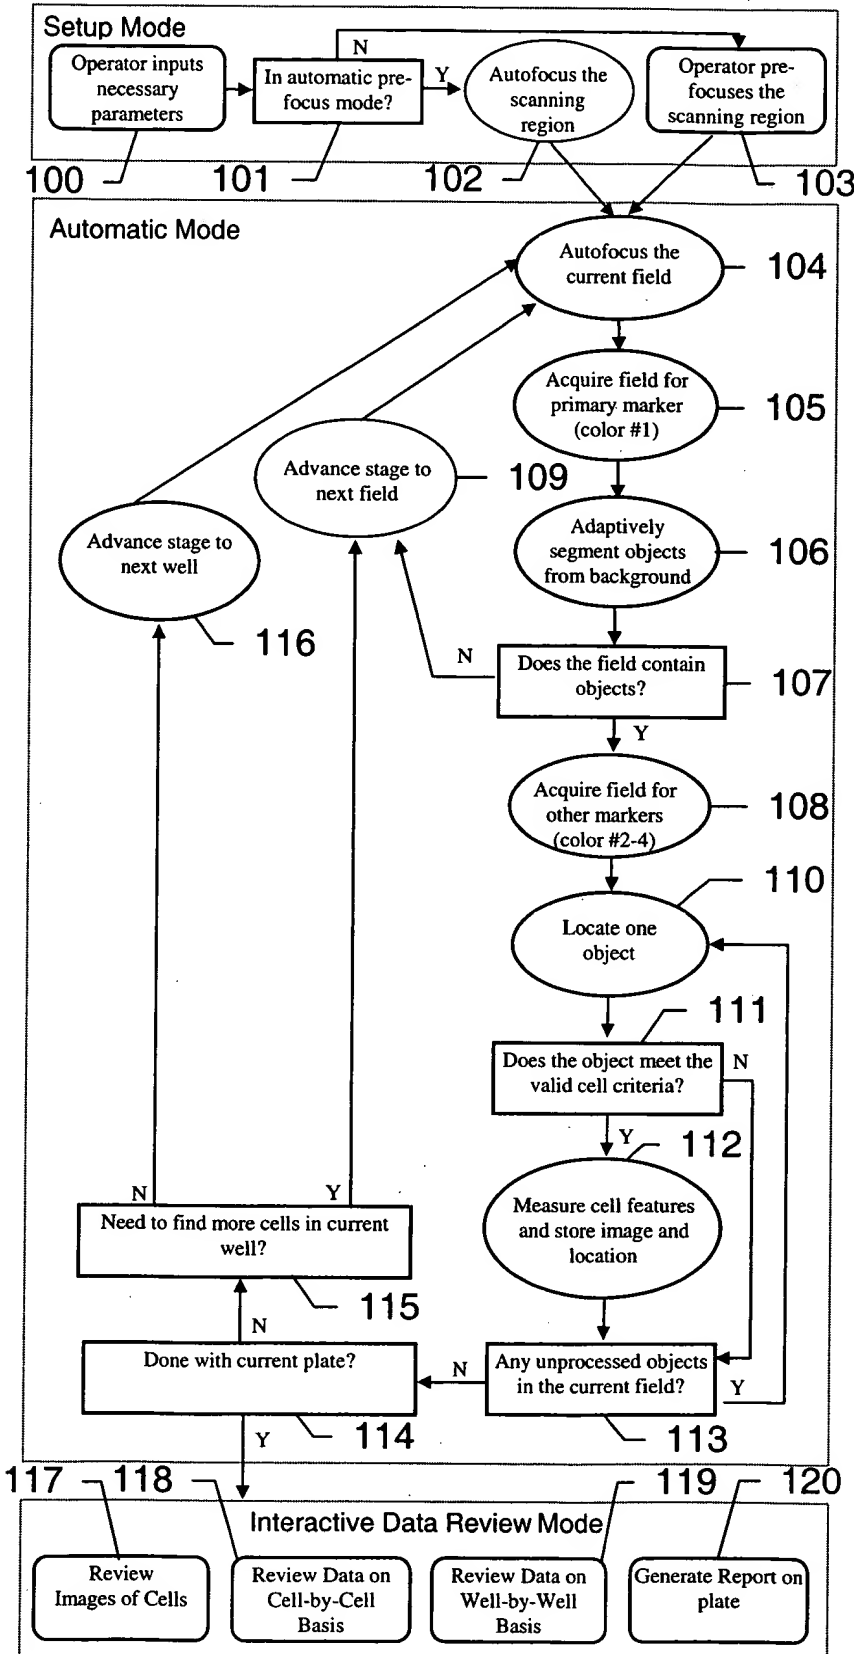 Setup Mode
N
Operator inputs
necessary
parameters
In automatic pre-
focus mode?
Y
Autofocus the
scanning
region
Operator pre-
focuses the
scanning region
100
101
102
103
Automatic Mode
Autofocus the
current field
104
Acquire field for
primary marker
(color #1)
105
Advance stage to
next field
109
Advance stage to
next well
116
Adaptively
segment objects
from background
106
N
Does the field contain
objects?
107
Y
Acquire field for
other markers
(color #2-4)
108
110
Locate one
object
111
Does the object meet the
valid cell criteria?
N
Y
112
Measure cell features
and store image and
location
N
Y
Need to find more cells in current
well?
115
N
Done with current plate?
N
Any unprocessed objects
in the current field?
Y
114
113
Y
117
118
119
120
Interactive Data Review Mode
Review
Images of Cells
Review Data on
Cell-by-Cell
Basis
Review Data on
Well-by-Well
Basis
Generate Report on
plate